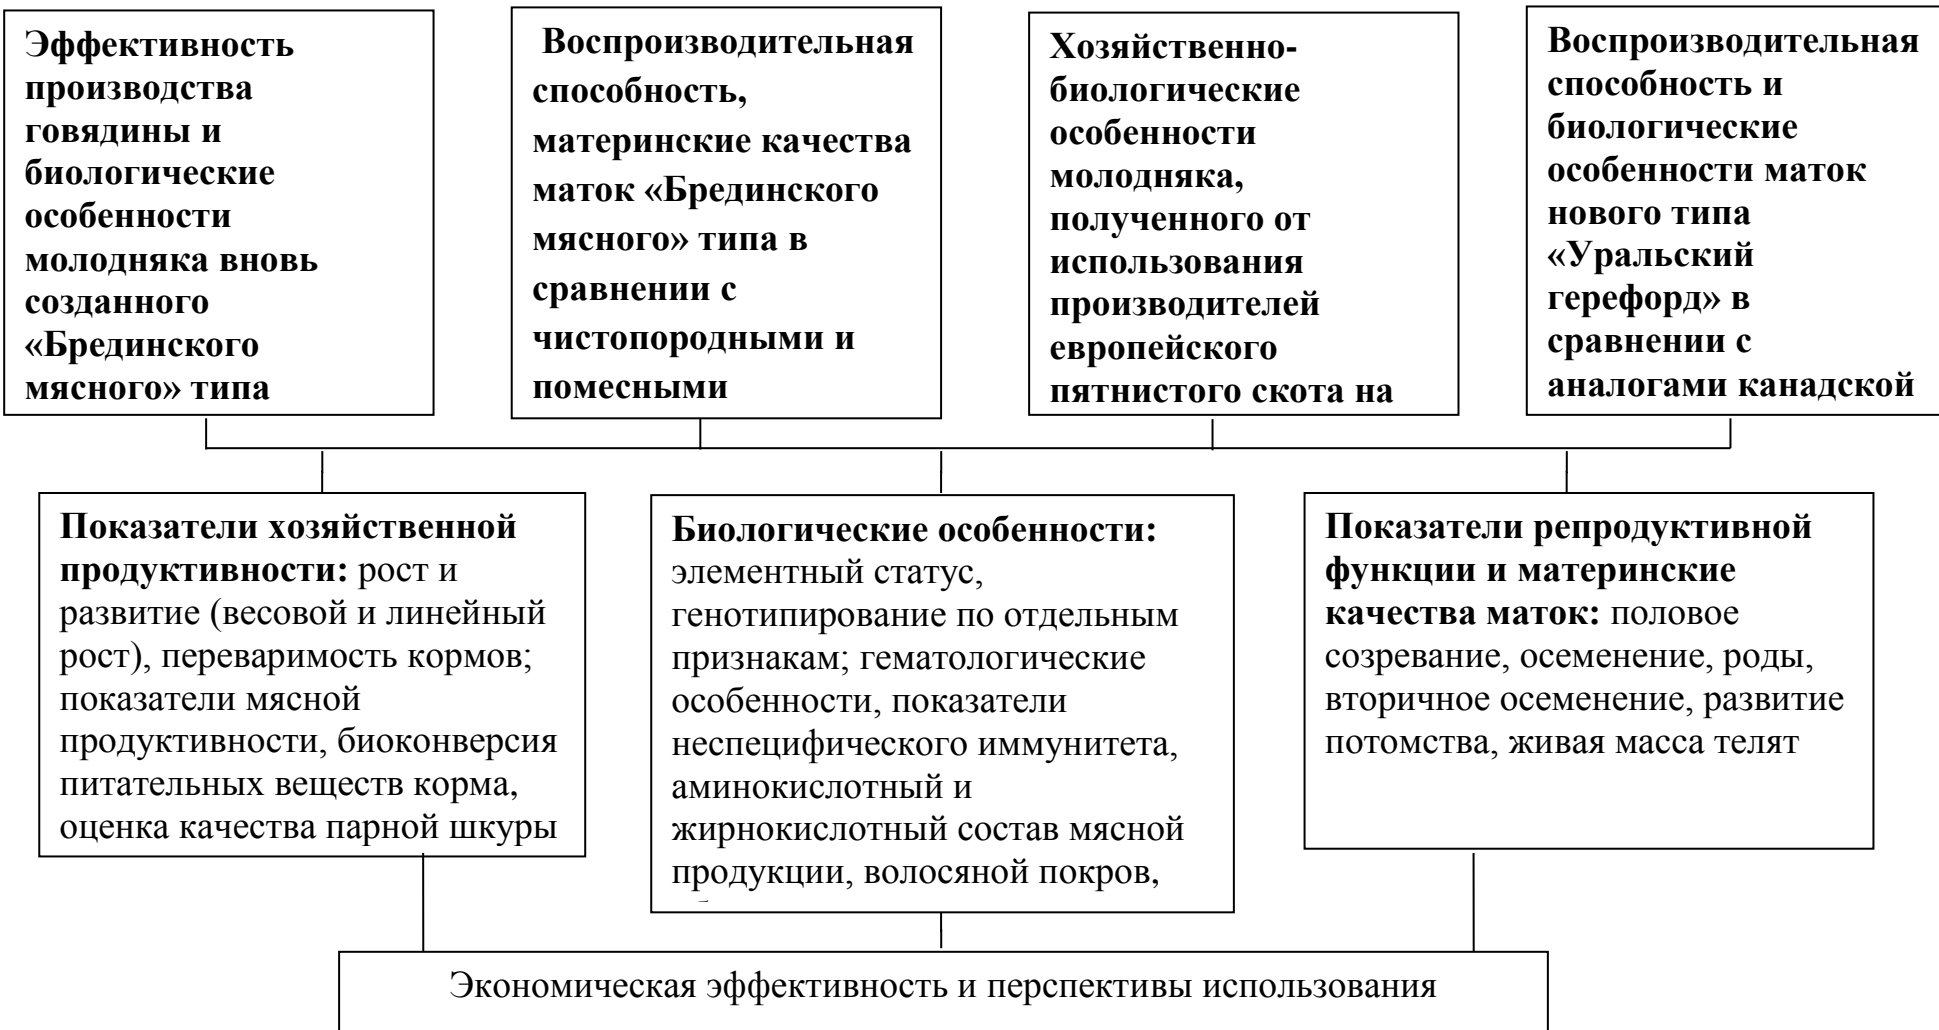 Эффективность
производства
говядины и
биологические
особенности
молодняка вновь
созданного
«Брединского
мясного» типа
Воспроизводительная
способность,
материнские качества
маток «Брединского
мясного» типа в
сравнении с
чистопородными и
помесными
Хозяйственно-
биологические
особенности
молодняка,
полученного от
использования
производителей
европейского
пятнистого скота на
Воспроизводительная
способность и
биологические
особенности маток
нового типа
«Уральский
герефорд» в
сравнении с
аналогами канадской
Показатели хозяйственной
продуктивности: рост и
развитие (весовой и линейный
рост), переваримость кормов;
показатели мясной
продуктивности, биоконверсия
питательных веществ корма,
оценка качества парной шкуры
Биологические особенности:
элементный статус,
генотипирование по отдельным
признакам; гематологические
особенности, показатели
неспецифического иммунитета,
аминокислотный и
жирнокислотный состав мясной
продукции, волосяной покров,
Показатели репродуктивной
функции и материнские
качества маток: половое
созревание, осеменение, роды,
вторичное осеменение, развитие
потомства, живая масса телят
Экономическая эффективность и перспективы использования